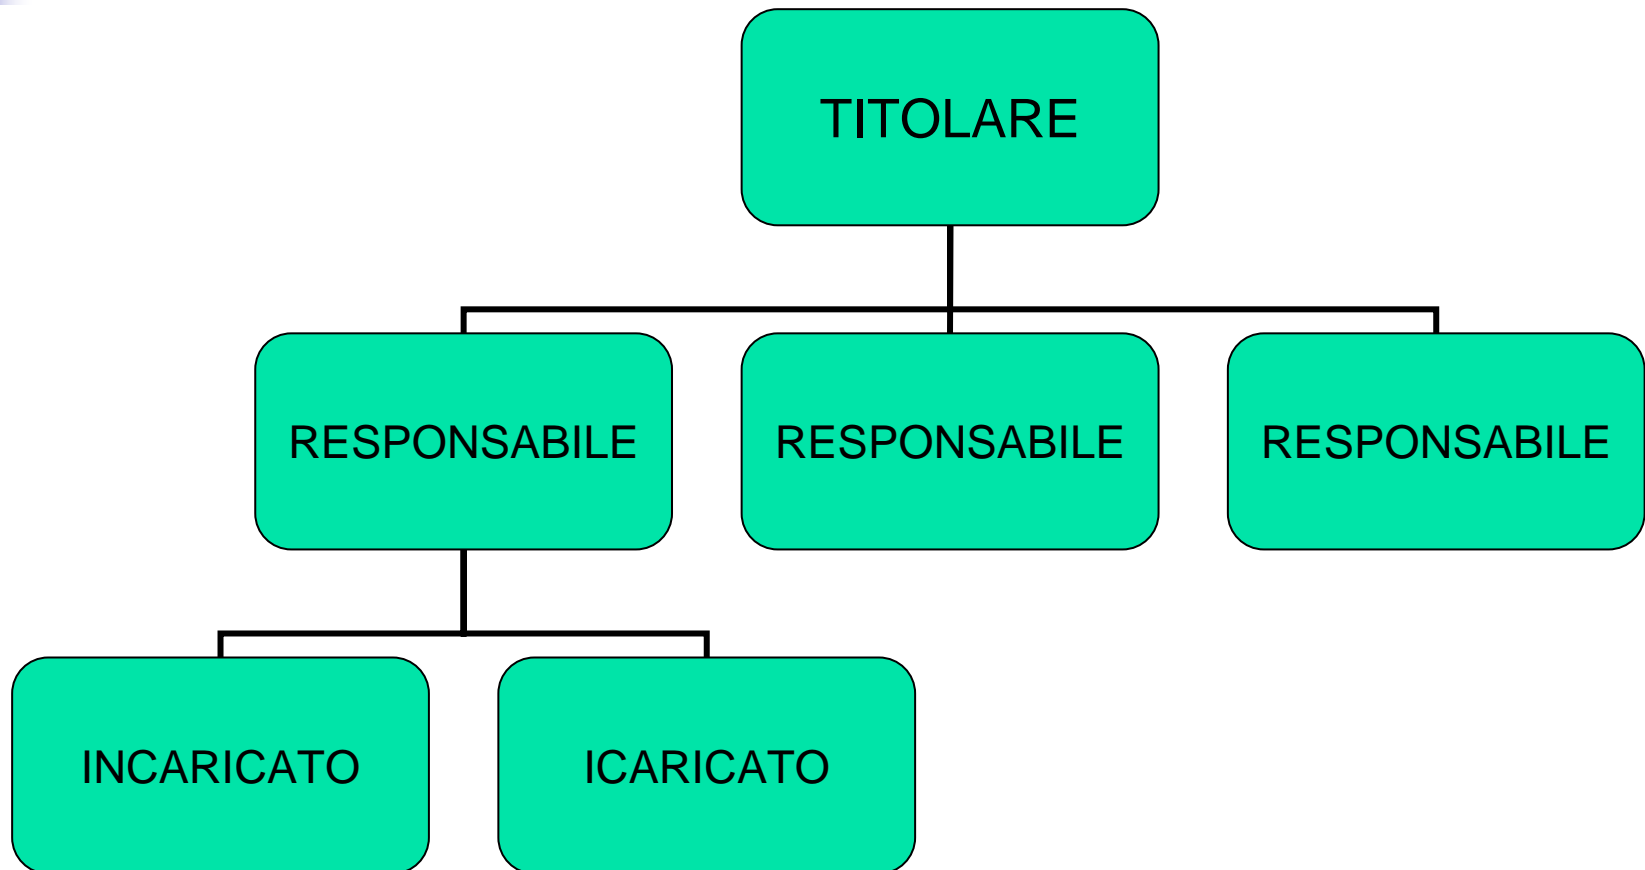 TITOLARE
RESPONSABILE
RESPONSABILE
RESPONSABILE
INCARICATO
ICARICATO